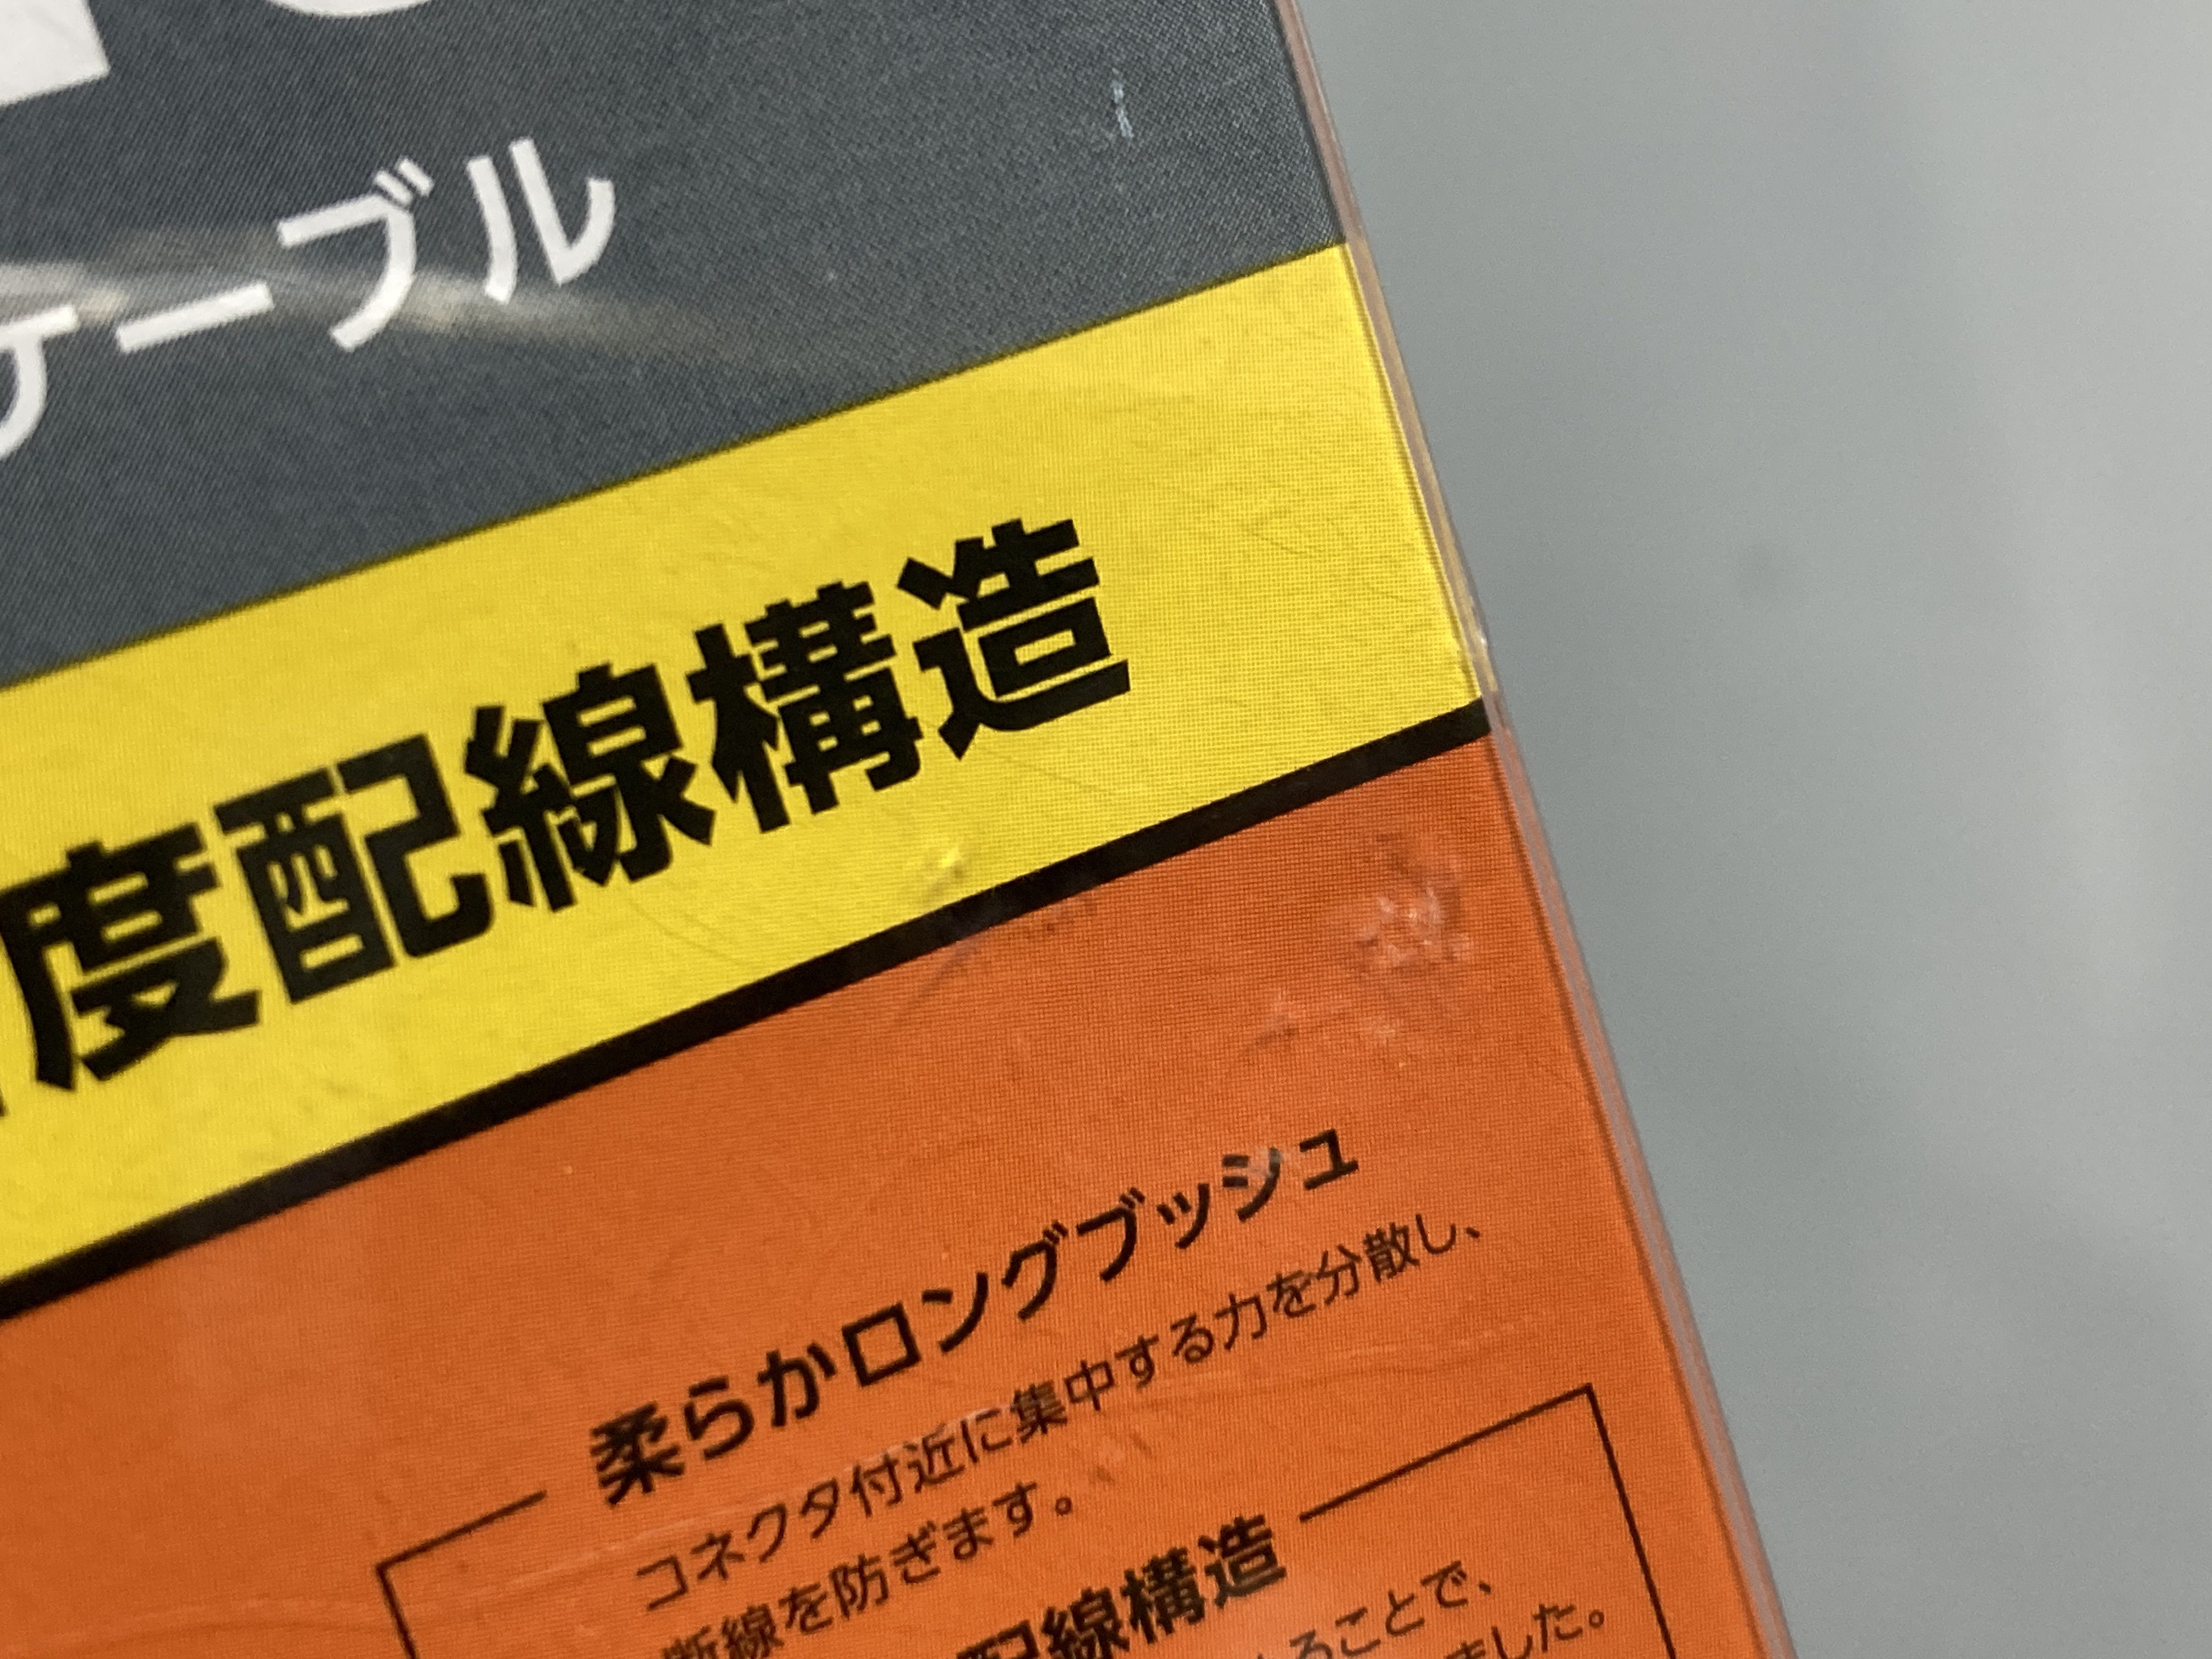 ケーブル
度配線構造
柔らかロングブッシュ
コネクタ付近に集中する力を分散し、
断線を防ぎます。
配線構造
ることで、
ました。